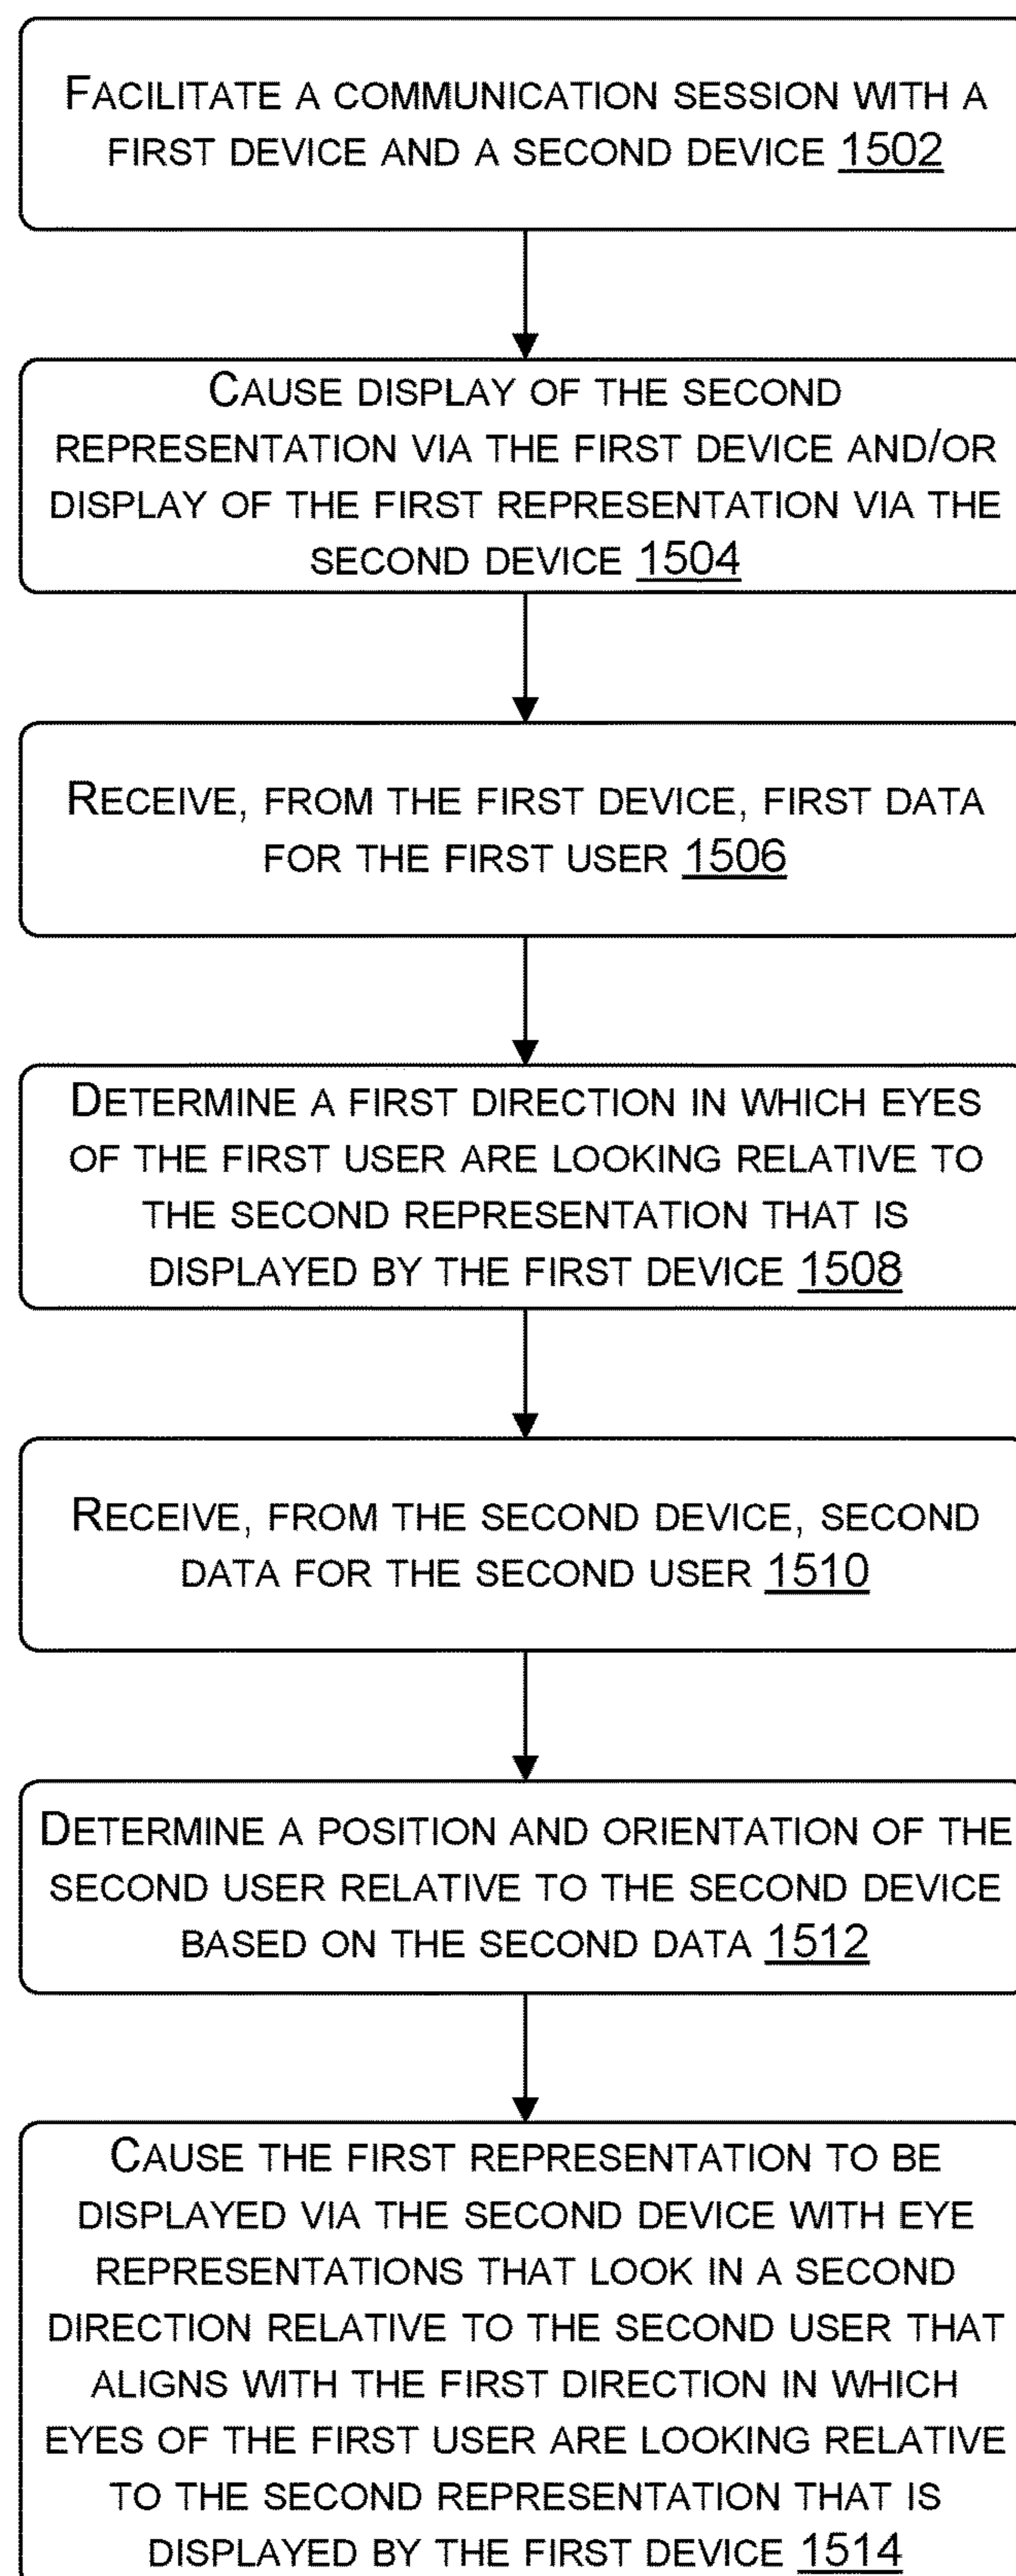 FACILITATE A COMMUNICATION SESSION WITH A
FIRST DEVICE AND A SECOND DEVICE 1502
CAUSE DISPLAY OF THE SECOND
REPRESENTATION VIA THE FIRST DEVICE AND/OR
DISPLAY OF THE FIRST REPRESENTATION VIA THE
SECOND DEVICE 1504
RECEIVE, FROM THE FIRST DEVICE, FIRST DATA
FOR THE FIRST USER 1506
DETERMINE A FIRST DIRECTION IN WHICH EYES
OF THE FIRST USER ARE LOOKING RELATIVE TO
THE SECOND REPRESENTATION THAT IS
DISPLAYED BY THE FIRST DEVICE 1508
RECEIVE, FROM THE SECOND DEVICE, SECOND
DATA FOR THE SECOND USER 1510
DETERMINE A POSITION AND ORIENTATION OF THE
SECOND USER RELATIVE TO THE SECOND DEVICE
BASED ON THE SECOND DATA 1512
CAUSE THE FIRST REPRESENTATION TO BE
DISPLAYED VIA THE SECOND DEVICE WITH EYE
REPRESENTATIONS THAT LOOK IN A SECOND
DIRECTION RELATIVE TO THE SECOND USER THAT
ALIGNS WITH THE FIRST DIRECTION IN WHICH
EYES OF THE FIRST USER ARE LOOKING RELATIVE
TO THE SECOND REPRESENTATION THAT IS
DISPLAYED BY THE FIRST DEVICE 1514